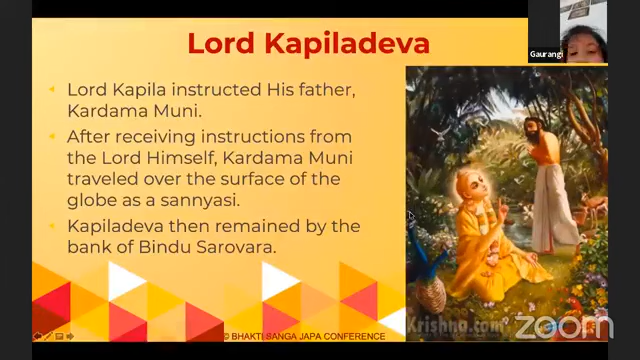 Lord Kapiladeva
Gaurangi
Lord Kapila instructed His father,
Kardama Muni.
After receiving instructions from
the Lord Himself, Kardama Muni
traveled over the surface of the
globe as a sannyasi.
Kapiladeva then remained by the
bank of Bindu Sarovara.
Krishna.com
zoom
© BHAKTI SANGA JAPA CONFERENCE